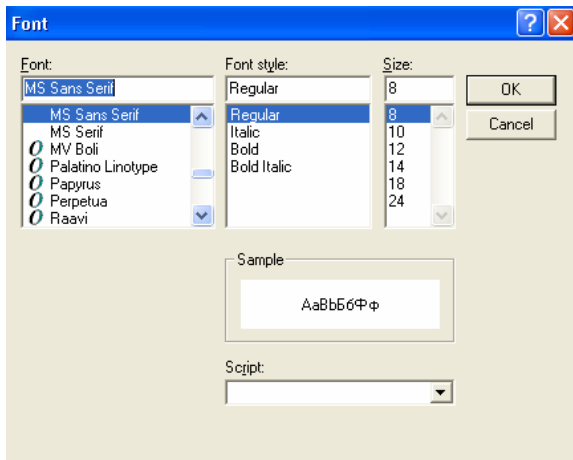 Font
Font:
MS Sans Serif
MS Sans Serif
MS Serif
MV Boli
Palatino Linotype
Papyrus
Perpetua
Raavi
Font style:
Regular
Regular
Italic
Bold
Bold Italic
Size:
8
8
10
12
14
18
24
OK
Cancel
Sample
AaBbБбФф
Script: